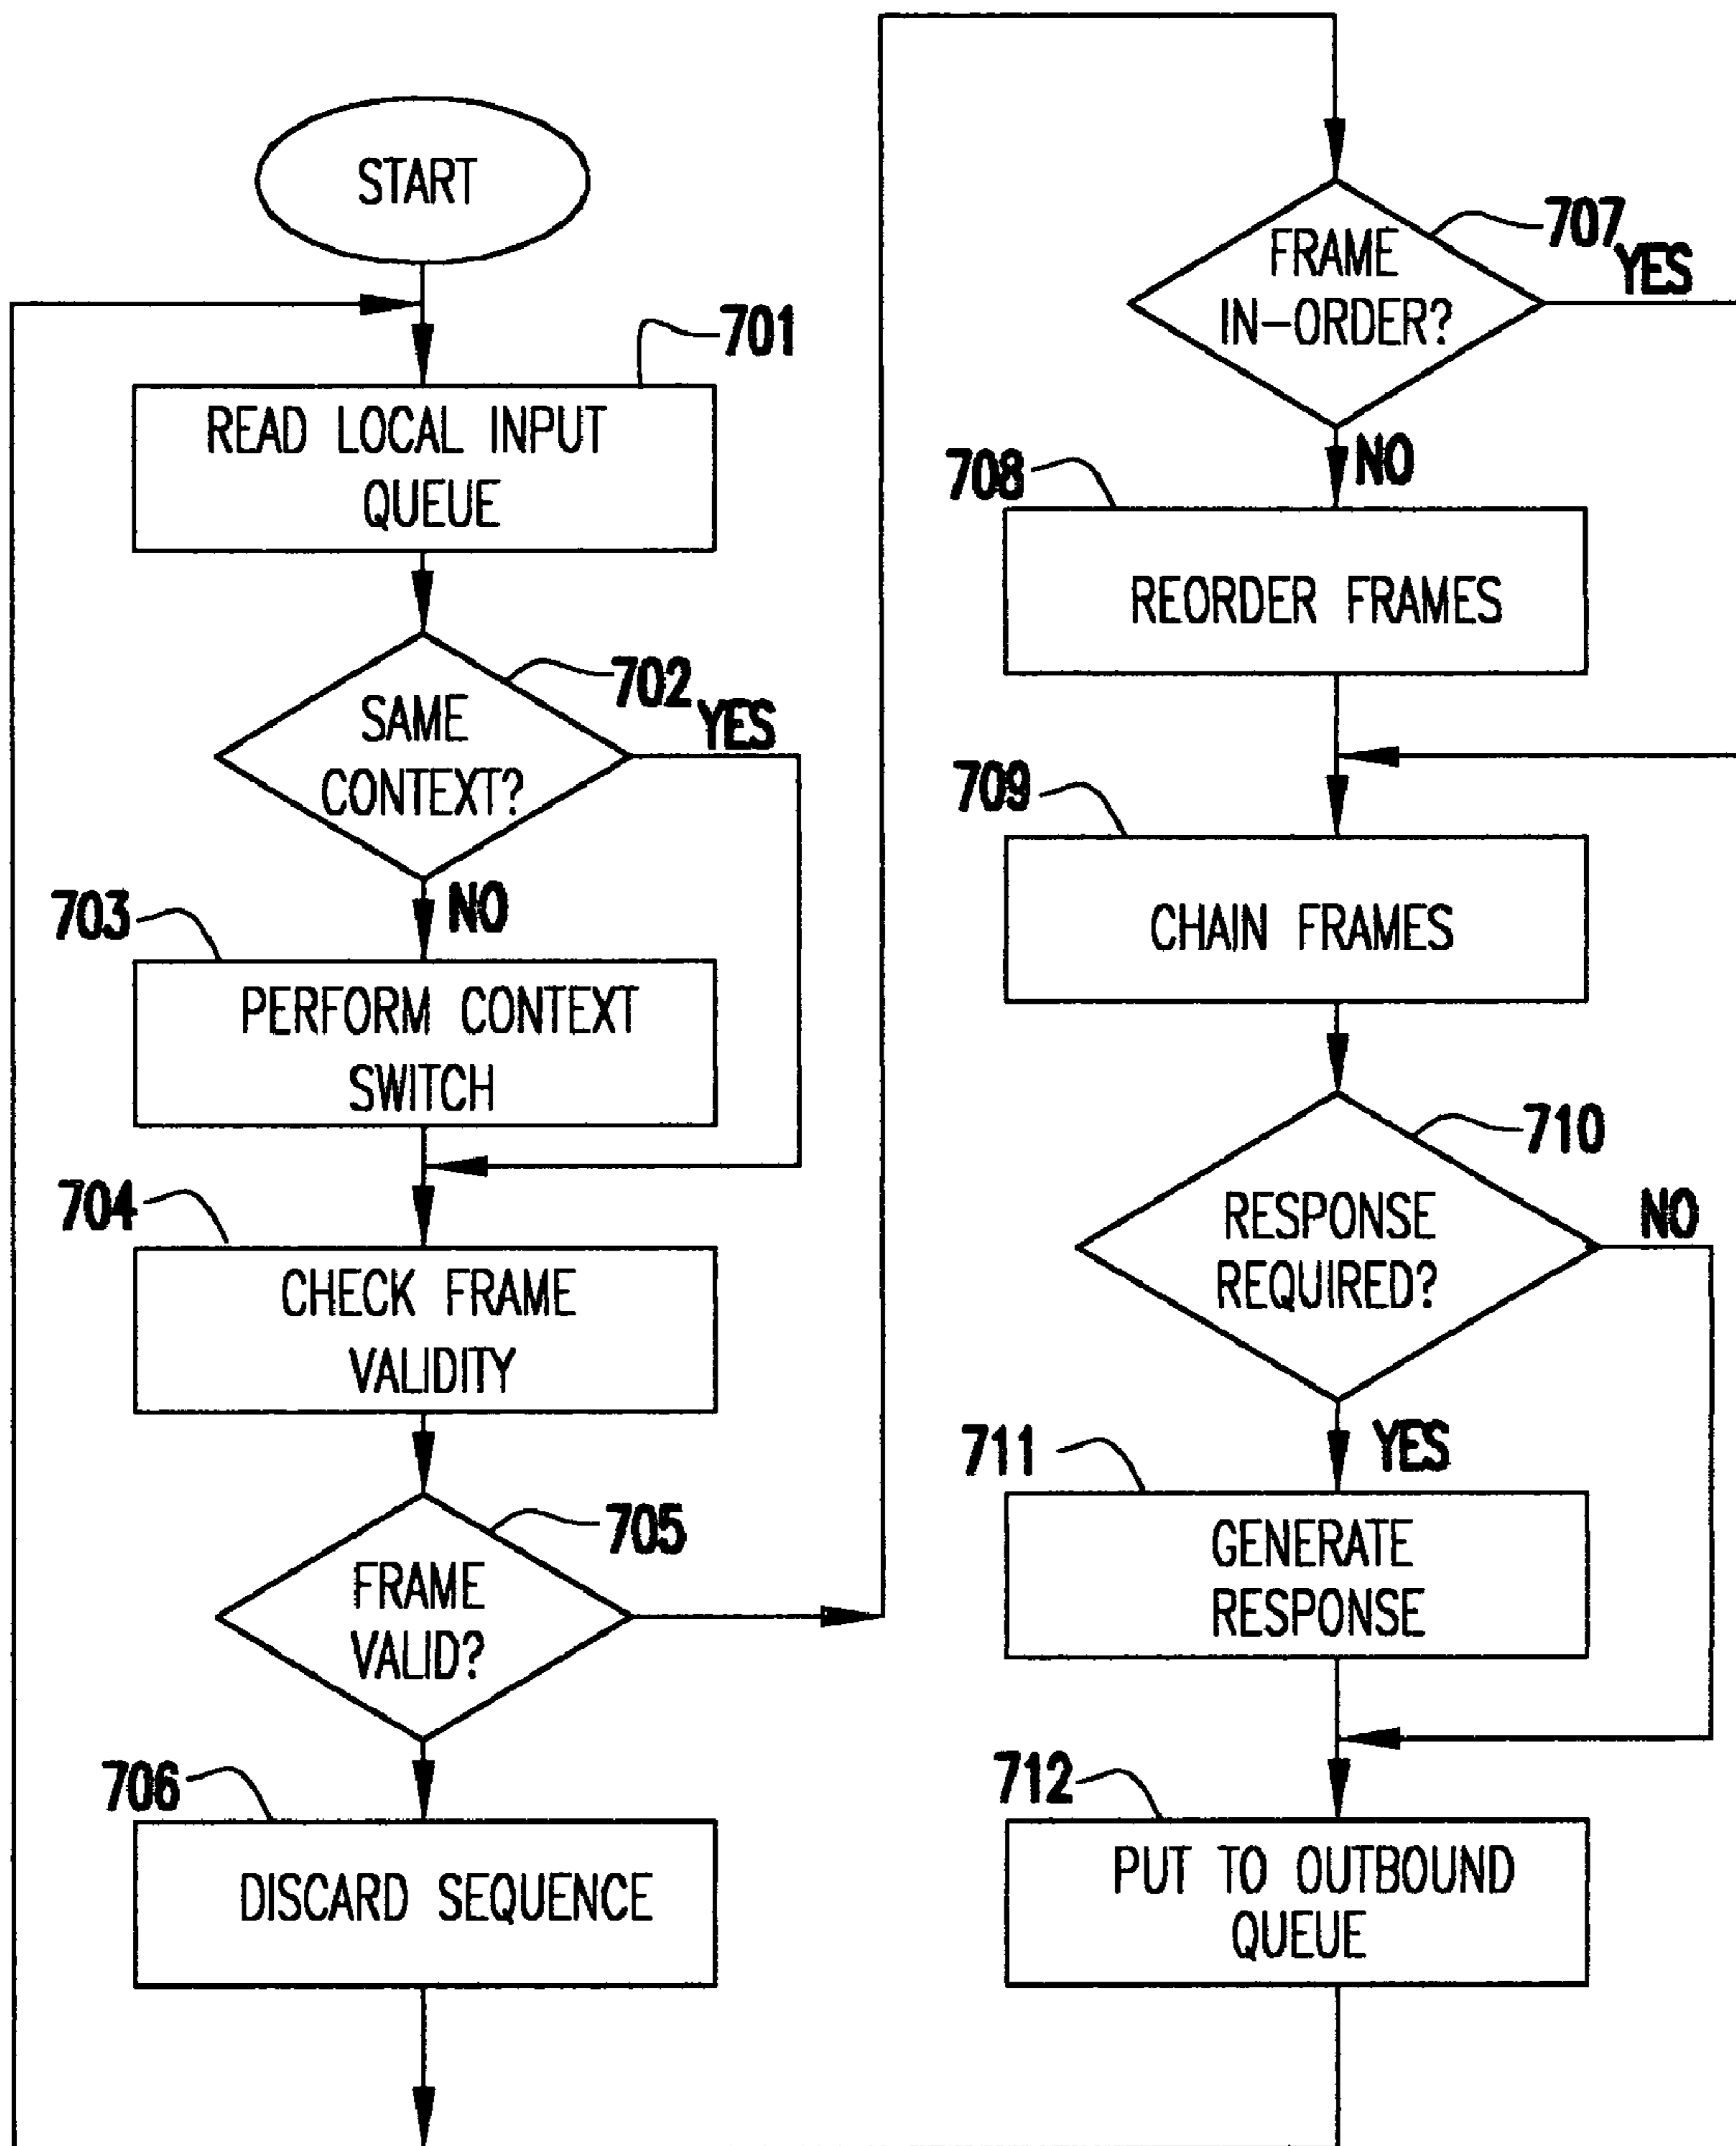 START
701
READ LOCAL INPUT
QUEUE
702
YES
SAME
CONTEXT?
NO
703
PERFORM CONTEXT
SWITCH
704
CHECK FRAME
VALIDITY
705
FRAME
VALID?
706
DISCARD SEQUENCE
707
YES
FRAME
IN-ORDER?
NO
708
REORDER FRAMES
709
CHAIN FRAMES
710
NO
RESPONSE
REQUIRED?
YES
711
GENERATE
RESPONSE
712
PUT TO OUTBOUND
QUEUE